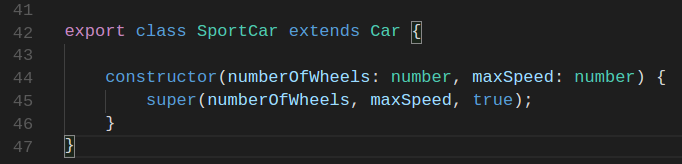 41
42 export class SportCar extends Car {
43
44 constructor(numberOfWheels: number, maxSpeed: number) {
45 super(numberOfWheels, maxSpeed, true);
46 }
47 }